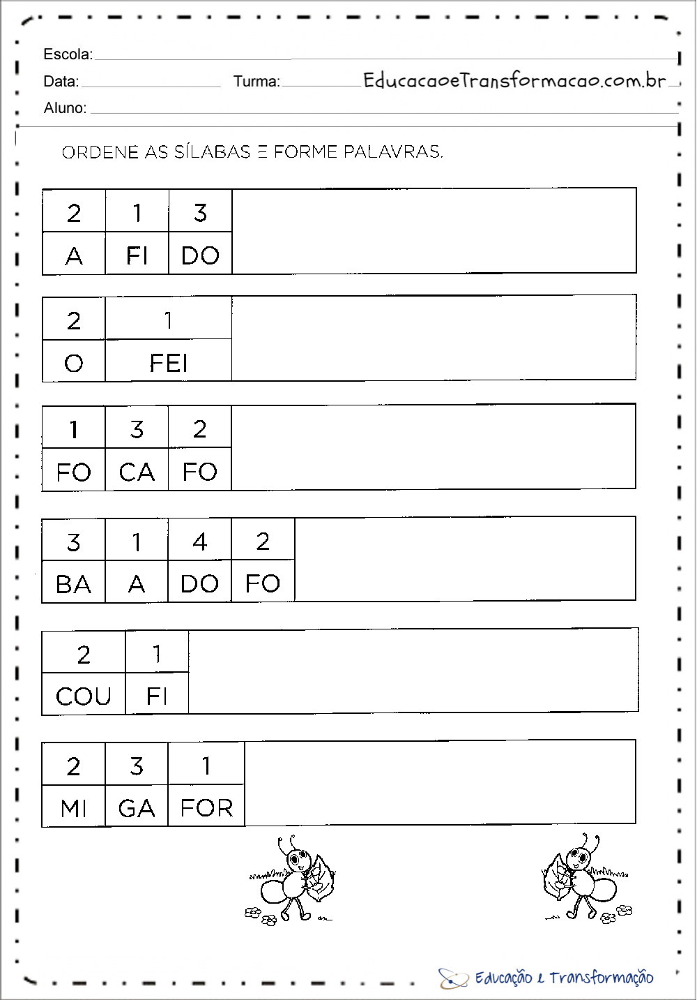 Escola:
Data: Turma: EducacaoeTransformacao.com.br
Aluno:
ORDENE AS SÍLABAS E FORME PALAVRAS.
2 1 3
A FI DO
2 1
O FEI
1 3 2
FO CA FO
3 1 4 2
BA A DO FO
2 1
COU FI
2 3 1
MI GA FOR
Educação e Transformação